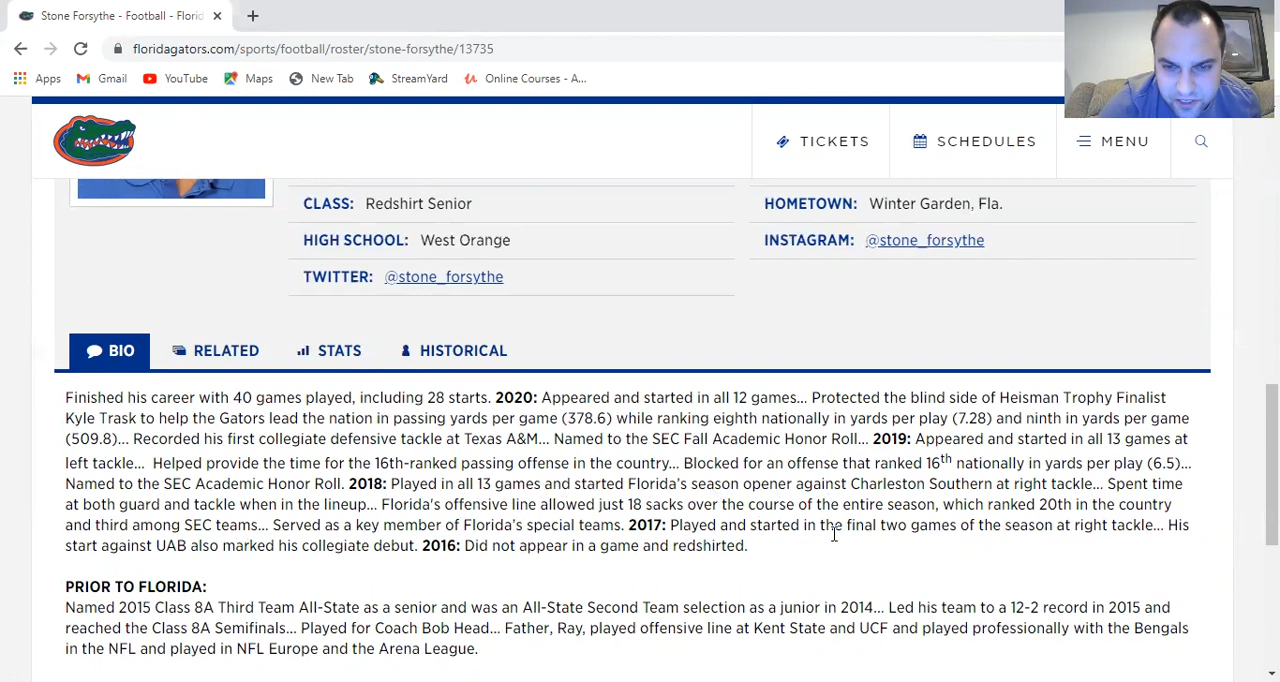 Stone Forsythe - Football - Florid
floridagators.com/sports/football/roster/stone-forsythe/13735
Apps Gmail YouTube Maps New Tab StreamYard Online Courses - A...
TICKETS SCHEDULES MENU
CLASS: Redshirt Senior
HOMETOWN: Winter Garden, Fla.
HIGH SCHOOL: West Orange
INSTAGRAM: @stone_forsythe
TWITTER: @stone_forsythe
BIO RELATED STATS HISTORICAL
Finished his career with 40 games played, including 28 starts. 2020: Appeared and started in all 12 games... Protected the blind side of Heisman Trophy Finalist
Kyle Trask to help the Gators lead the nation in passing yards per game (378.6) while ranking eighth nationally in yards per play (7.28) and ninth in yards per game
(509.8)... Recorded his first collegiate defensive tackle at Texas A&M... Named to the SEC Fall Academic Honor Roll... 2019: Appeared and started in all 13 games at
left tackle... Helped provide the time for the 16th-ranked passing offense in the country... Blocked for an offense that ranked 16th nationally in yards per play (6.5)...
Named to the SEC Academic Honor Roll. 2018: Played in all 13 games and started Florida's season opener against Charleston Southern at right tackle... Spent time
at both guard and tackle when in the lineup... Florida's offensive line allowed just 18 sacks over the course of the entire season, which ranked 20th in the country
and third among SEC teams... Served as a key member of Florida's special teams. 2017: Played and started in the final two games of the season at right tackle... His
start against UAB also marked his collegiate debut. 2016: Did not appear in a game and redshirted.
PRIOR TO FLORIDA:
Named 2015 Class 8A Third Team All-State as a senior and was an All-State Second Team selection as a junior in 2014... Led his team to a 12-2 record in 2015 and
reached the Class 8A Semifinals... Played for Coach Bob Head... Father, Ray, played offensive line at Kent State and UCF and played professionally with the Bengals
in the NFL and played in NFL Europe and the Arena League.